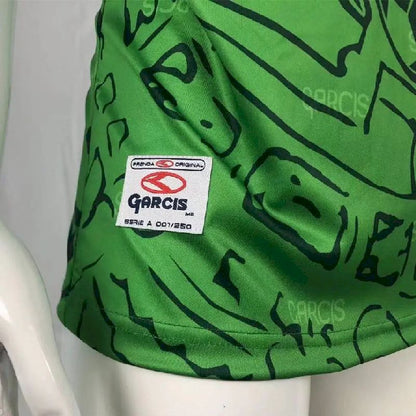 GARCIS
PRENDA ORIGINAL
GARCIS
SERIE A 001/250
GARCIS